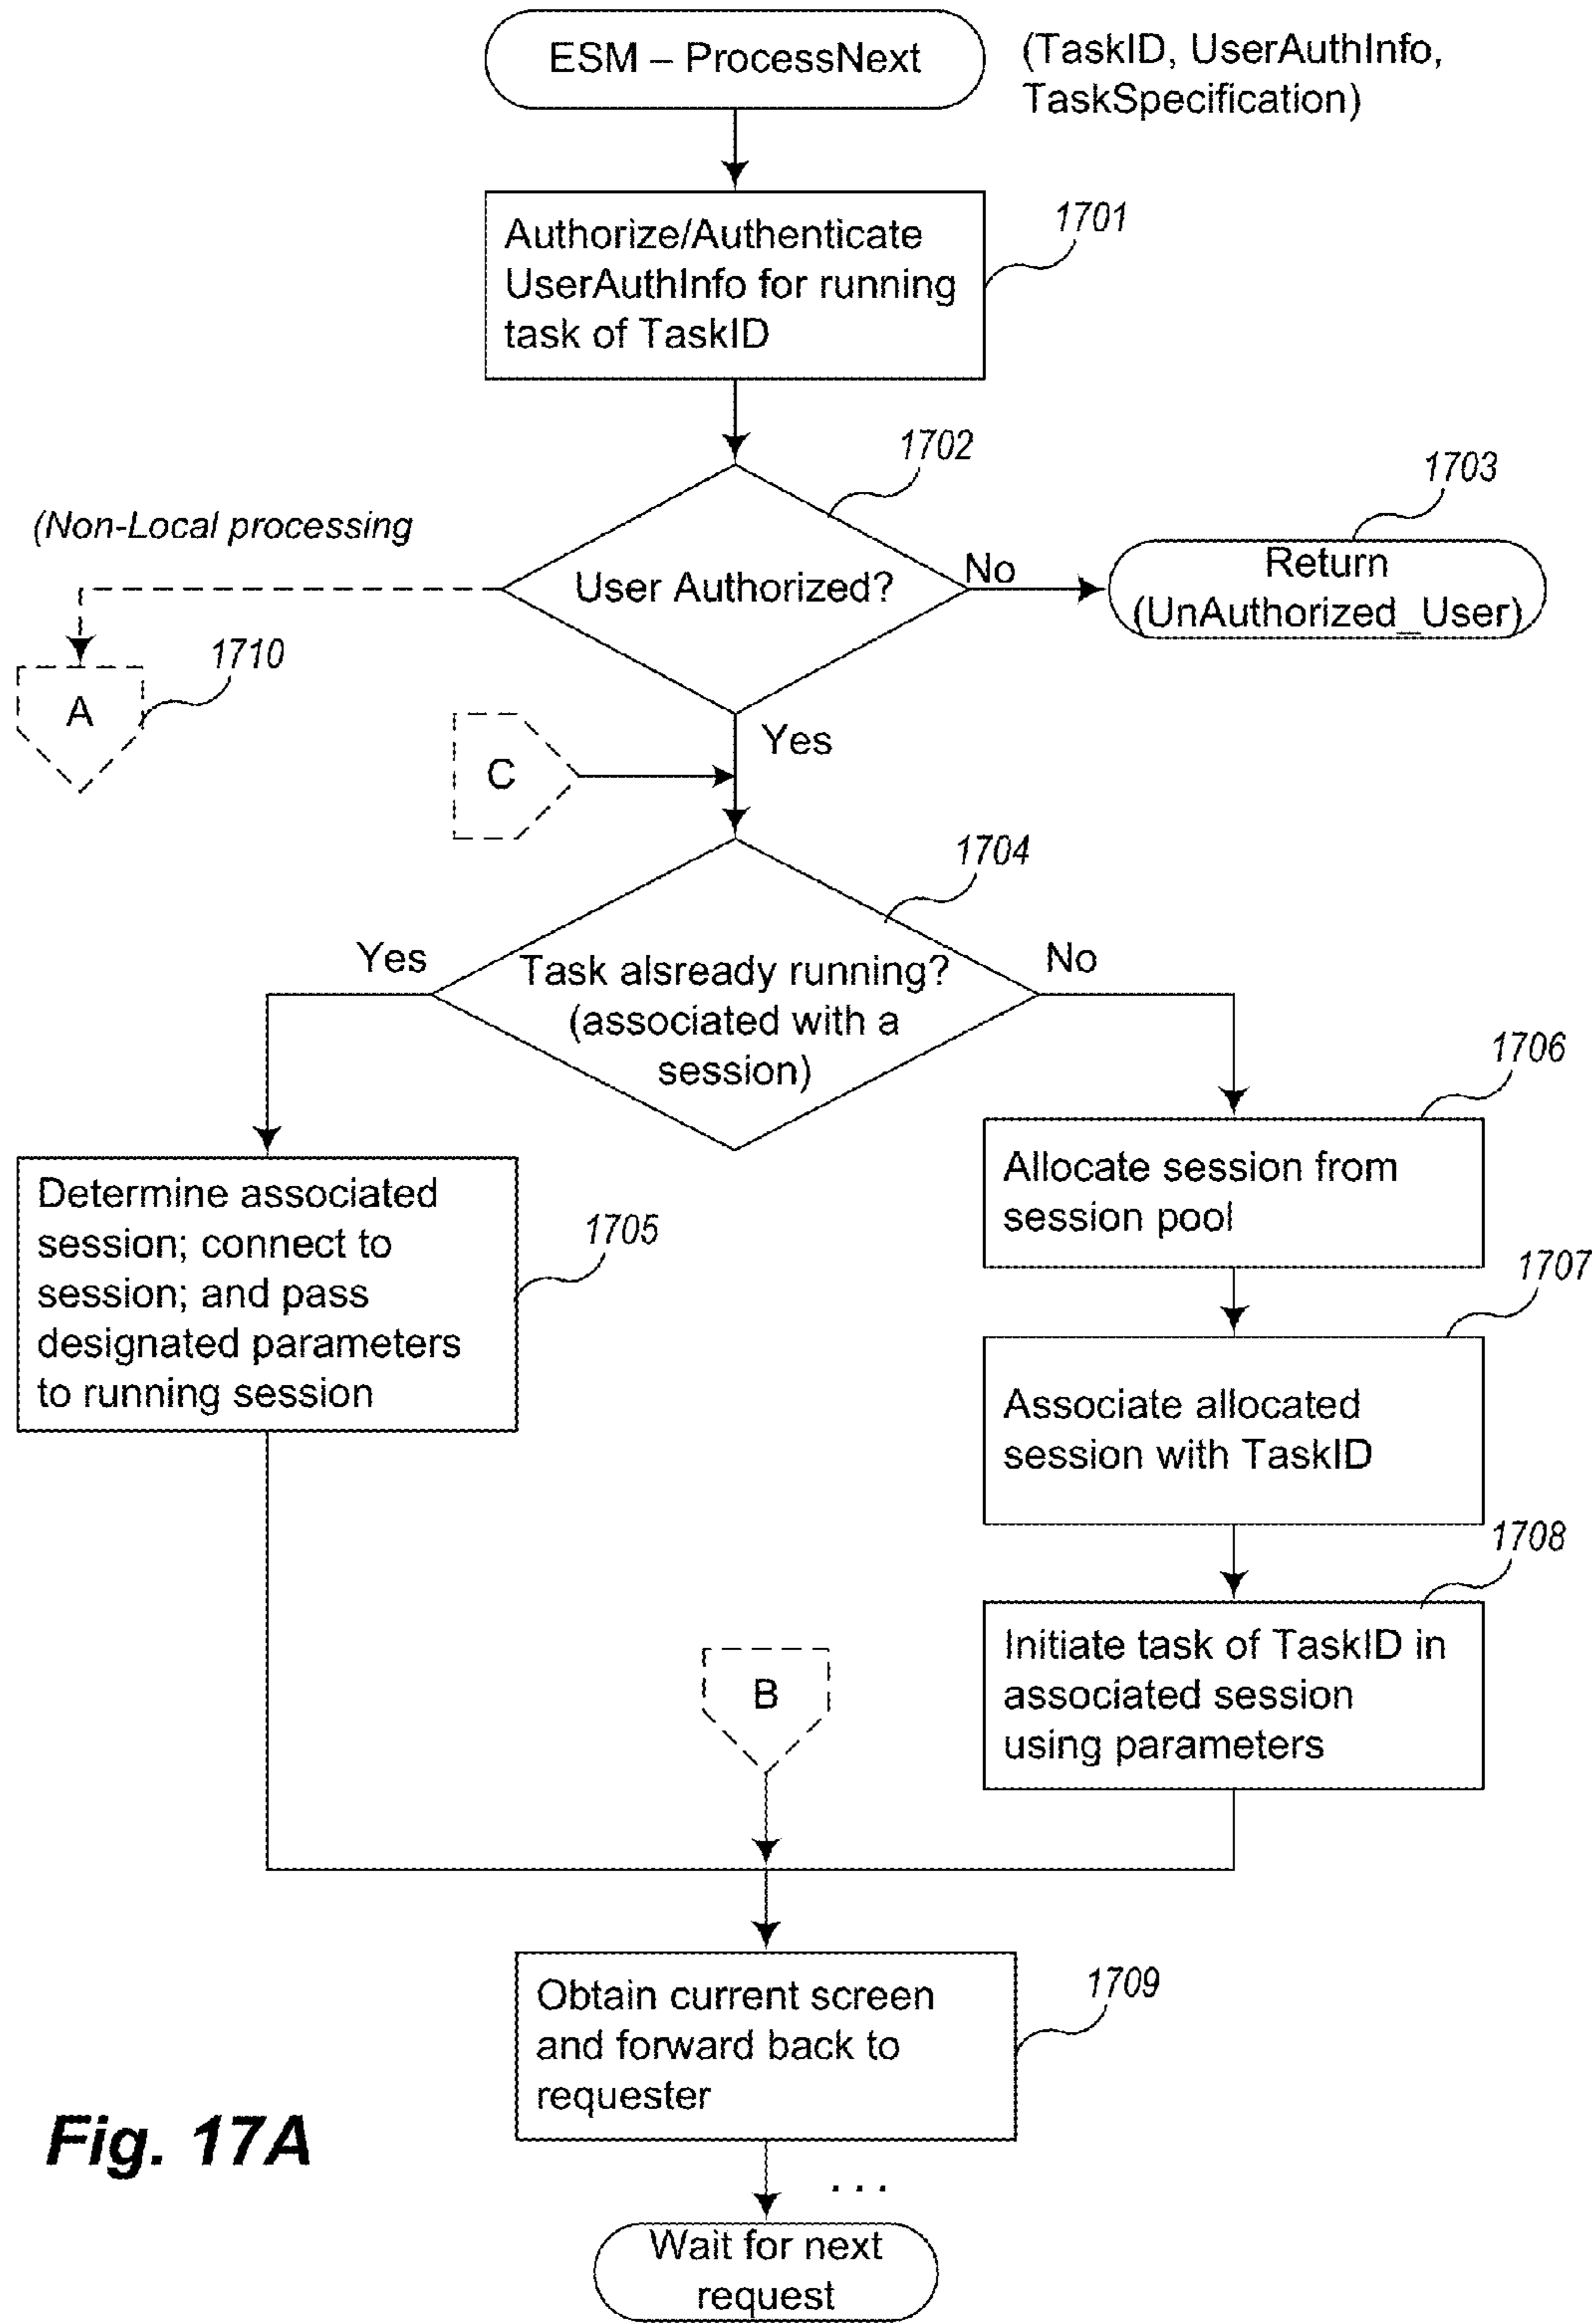 ESM – ProcessNext
(TaskID, UserAuthInfo,
TaskSpecification)
Authorize/Authenticate
UserAuthInfo for running
task of TaskID
1701
1702
User Authorized?
(Non-Local processing
No
1703
Return
(UnAuthorized_User)
A
1710
Yes
C
1704
Task alsready running?
(associated with a
session)
Yes
No
Determine associated
session; connect to
session; and pass
designated parameters
to running session
1705
1706
Allocate session from
session pool
1707
Associate allocated
session with TaskID
1708
Initiate task of TaskID in
associated session
using parameters
B
Obtain current screen
and forward back to
requester
1709
. . .
Wait for next
request
Fig. 17A